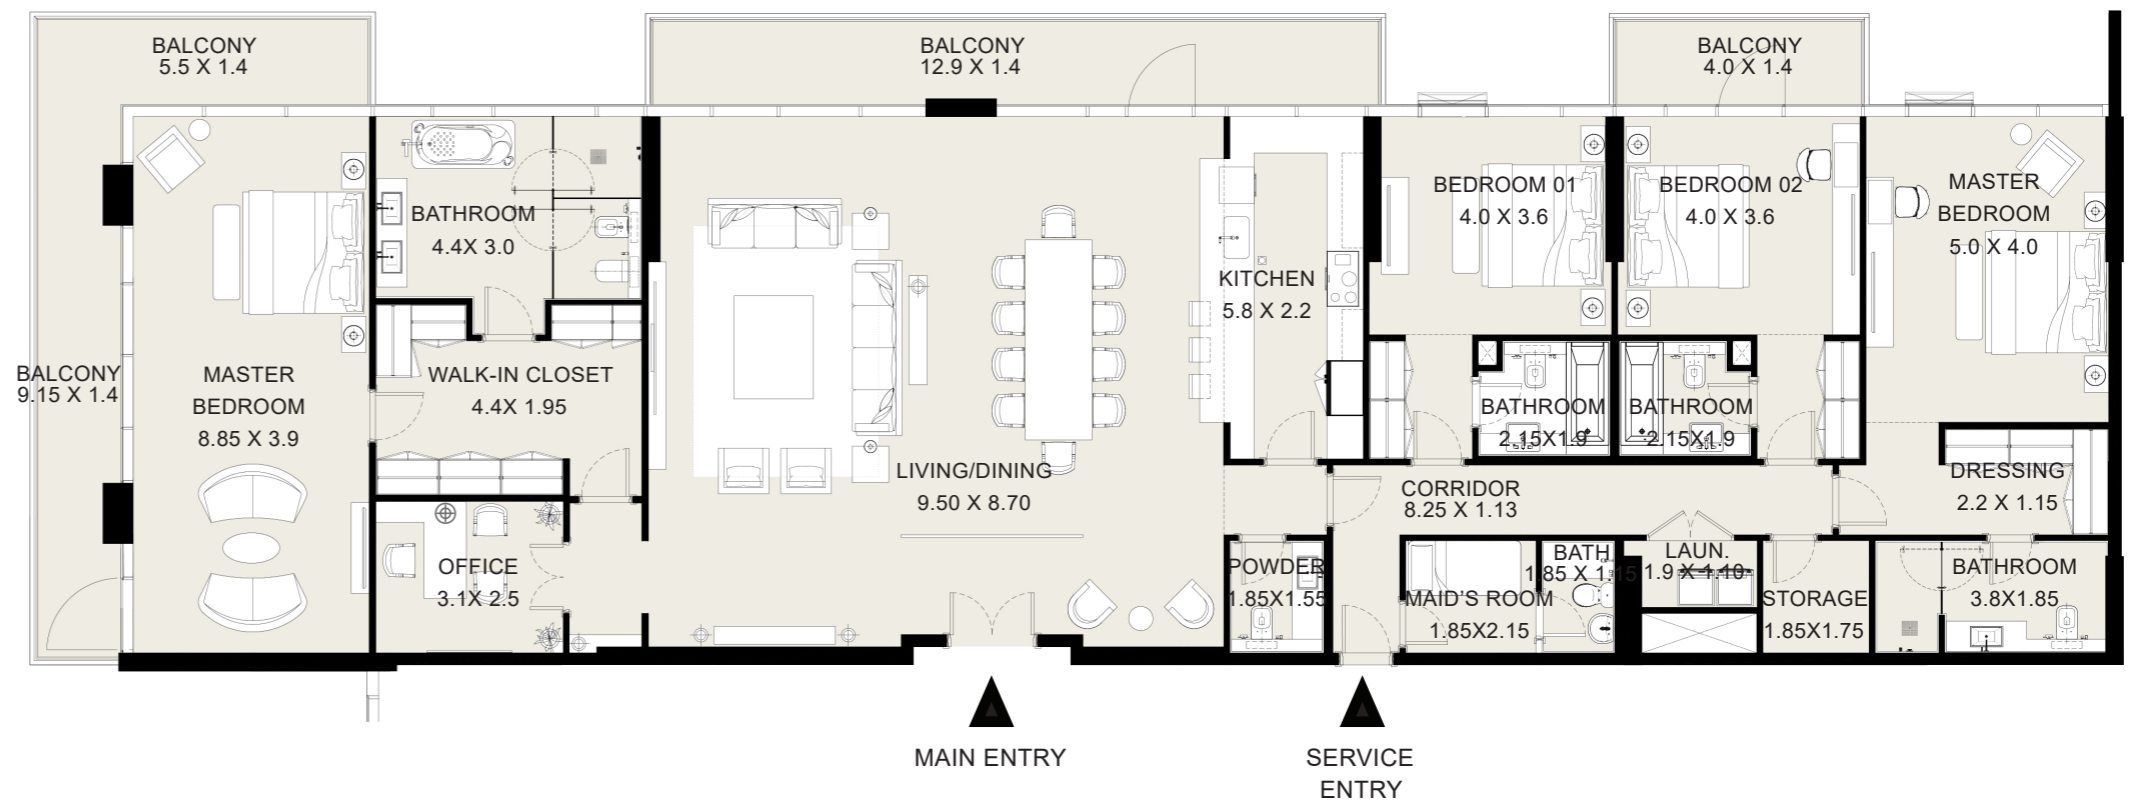 BALCONY
5.5 X 1.4
BALCONY
12.9 X 1.4
BALCONY
4.0 X 1.4
BALCONY
9.15 X 1.4
MASTER
BEDROOM
8.85 X 3.9
BATHROOM
4.4X 3.0
WALK-IN CLOSET
4.4X 1.95
OFFICE
3.1X 2.5
LIVING/DINING
9.50 X 8.70
KITCHEN
5.8 X 2.2
BEDROOM 01
4.0 X 3.6
BEDROOM 02
4.0 X 3.6
MASTER
BEDROOM
5.0 X 4.0
BATHROOM
2.15X1.9
BATHROOM
2.15X1.9
CORRIDOR
8.25 X 1.13
DRESSING
2.2 X 1.15
POWDER
1.85X1.55
MAID'S ROOM
1.85X2.15
BATH
1.85 X 1.15
LAUN.
1.9 X 1.10
STORAGE
1.85X1.75
BATHROOM
3.8X1.85
MAIN ENTRY
SERVICE
ENTRY